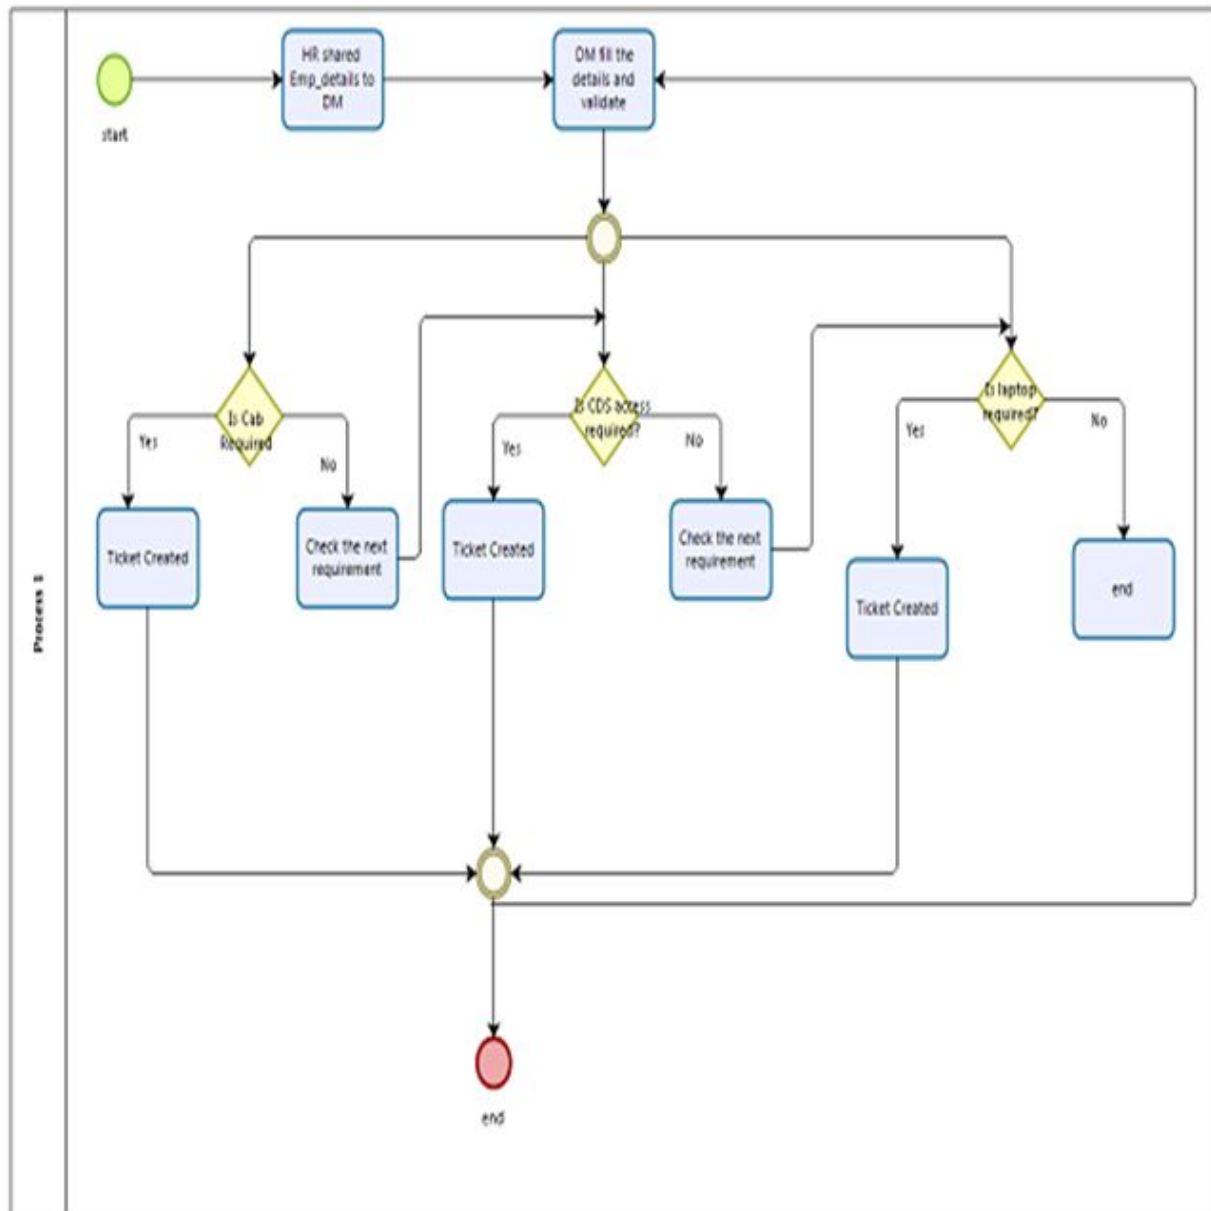 HR shared
Emp_details to
DM
DM fill the
details and
validate
start
Is Cab
Required
Yes
No
Is CDS access
required?
Yes
No
Is laptop
required?
Yes
No
Ticket Created
Check the next
requirement
Ticket Created
Check the next
requirement
Ticket Created
end
Process 1
end